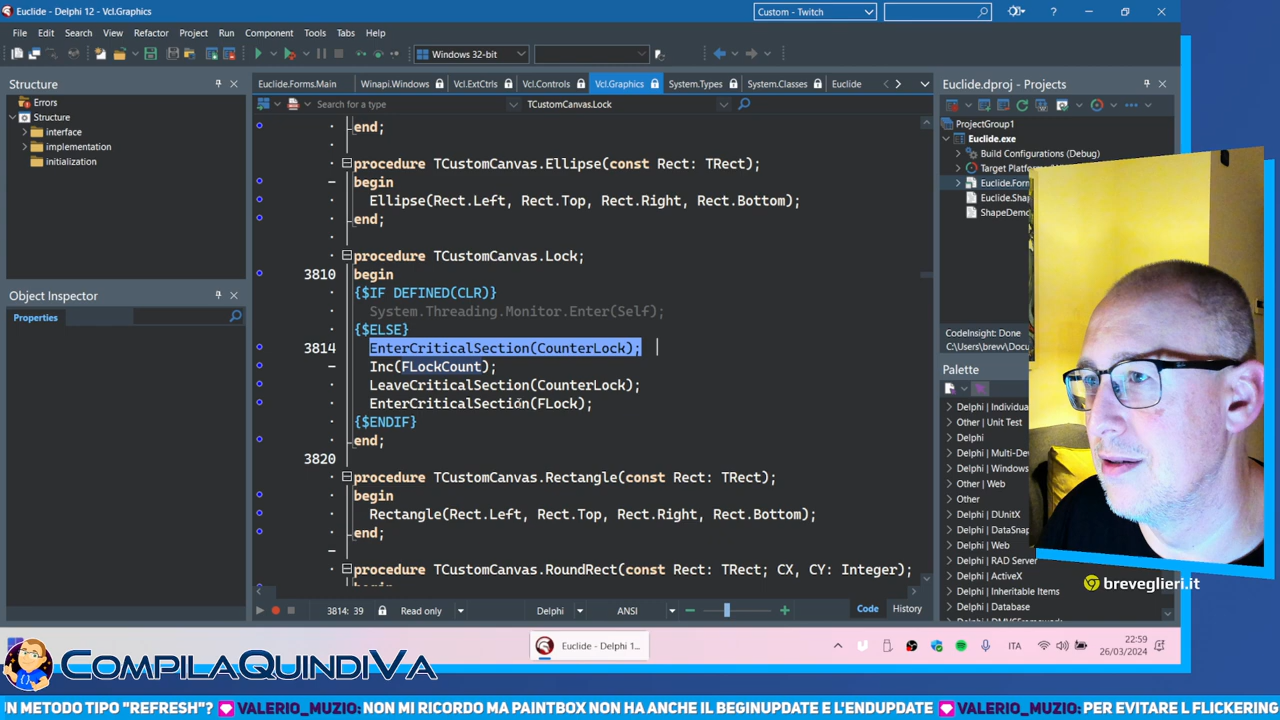 Euclide - Delphi 12 - Vcl.Graphics
Custom - Twitch
File Edit Search View Refactor Project Run Component Tools Tabs Help
Windows 32-bit
Structure
Errors
Structure
interface
implementation
initialization
Object Inspector
Properties
Euclide.Forms.Main Winapi.Windows Vcl.ExtCtrls Vcl.Controls Vcl.Graphics System.Types System.Classes Euclide
Search for a type
TCustomCanvas.Lock
end;
procedure TCustomCanvas.Ellipse(const Rect: TRect);
begin
Ellipse(Rect.Left, Rect.Top, Rect.Right, Rect.Bottom);
end;
procedure TCustomCanvas.Lock;
3810 begin
{$IF DEFINED(CLR)}
System.Threading.Monitor.Enter(Self);
{$ELSE}
3814 EnterCriticalSection(CounterLock);
Inc(FLockCount);
LeaveCriticalSection(CounterLock);
EnterCriticalSection(FLock);
{$ENDIF}
end;
3820
procedure TCustomCanvas.Rectangle(const Rect: TRect);
begin
Rectangle(Rect.Left, Rect.Top, Rect.Right, Rect.Bottom);
end;
procedure TCustomCanvas.RoundRect(const Rect: TRect; CX, CY: Integer);
3814: 39 Read only Delphi ANSI Code History
Euclide.dproj - Projects
ProjectGroup1
Euclide.exe
Build Configurations (Debug)
Target Platform
Euclide.Forn
Euclide.Sha
ShapeDemo
CodeInsight: Done
C:\Users\brevv\Docu
Palette
Delphi | Individua
Other | Unit Test
Delphi
Delphi | Multi-Dev
Delphi | Windows
Other | Web
Other
Delphi | DUnitX
Delphi | DataSnap
Delphi | Web
Delphi | RAD Server
Delphi | ActiveX
Delphi | Inheritable Items
Delphi | Database
breveglieri.it
Euclide - Delphi 1...
ITA
22:59
26/03/2024
COMPILAQUINDIVA
UN METODO TIPO "REFRESH"? VALERIO_MUZIO: NON MI RICORDO MA PAINTBOX NON HA ANCHE IL BEGINUPDATE E L'ENDUPDATE VALERIO_MUZIO: PER EVITARE L FLICKERING